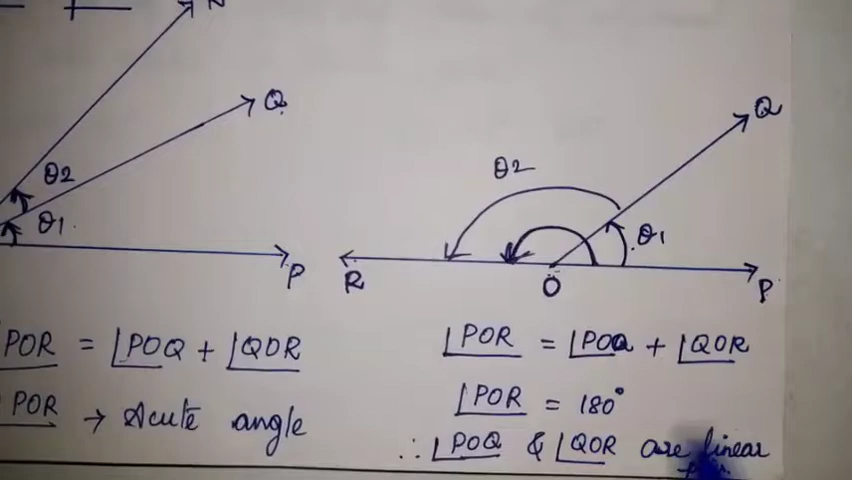 Q
θ2
θ1
P
∠POR = ∠POQ + ∠QOR
∠POR → Acute angle
Q
θ2
θ1
R
O
P
∠POR = ∠POQ + ∠QOR
∠POR = 180°
∴ ∠POQ & ∠QOR are linear